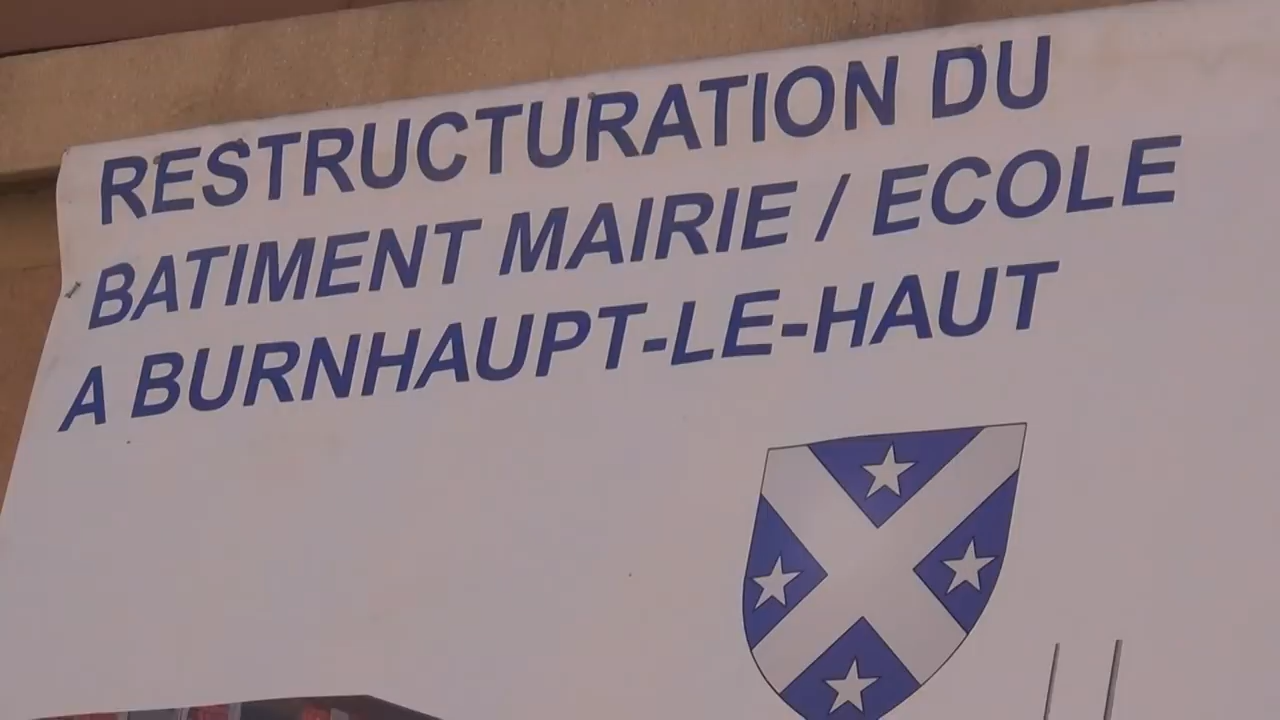 RESTRUCTURATION DU
BATIMENT MAIRIE / ECOLE
A BURNHAUPT-LE-HAUT